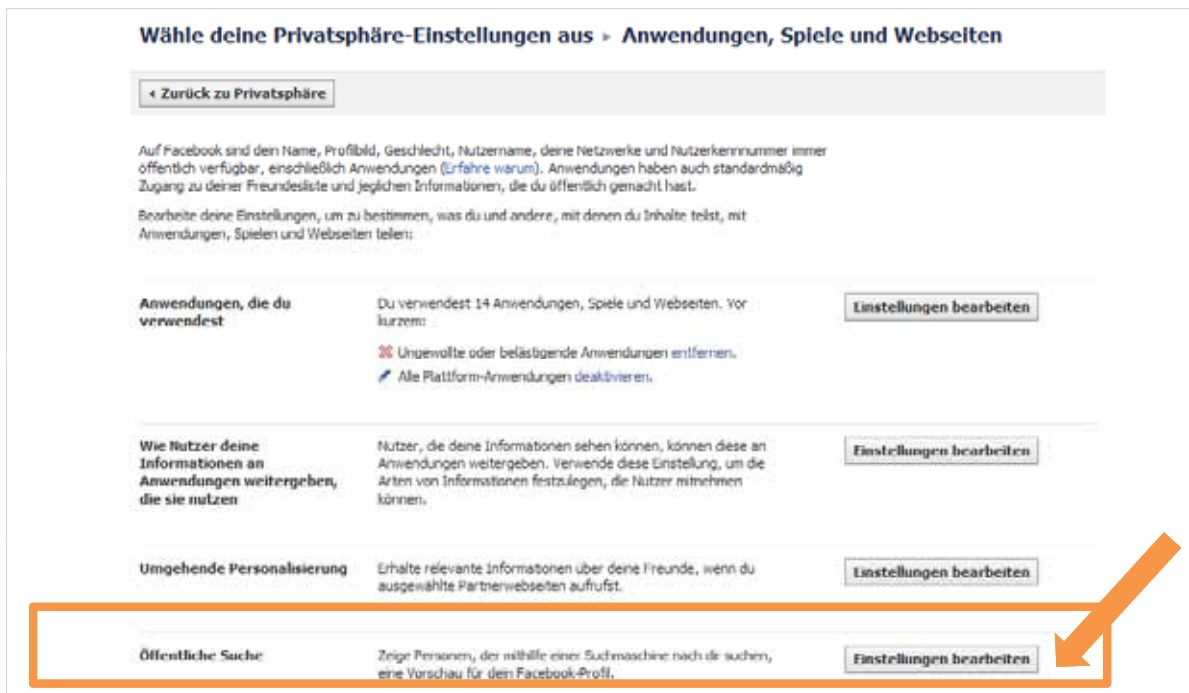 Wähle deine Privatsphäre-Einstellungen aus ▸ Anwendungen, Spiele und Webseiten
◂ Zurück zu Privatsphäre
Auf Facebook sind dein Name, Profilbild, Geschlecht, Nutzername, deine Netzwerke und Nutzerkennnummer immer
öffentlich verfügbar, einschließlich Anwendungen (Erfahre warum). Anwendungen haben auch standardmäßig
Zugang zu deiner Freundesliste und jeglichen Informationen, die du öffentlich gemacht hast.
Bearbeite deine Einstellungen, um zu bestimmen, was du und andere, mit denen du Inhalte teilst, mit
Anwendungen, Spielen und Webseiten teilen:
Anwendungen, die du
verwendest
Du verwendest 14 Anwendungen, Spiele und Webseiten. Vor
kurzem:
Ungewollte oder belästigende Anwendungen entfernen.
Alle Plattform-Anwendungen deaktivieren.
Einstellungen bearbeiten
Wie Nutzer deine
Informationen an
Anwendungen weitergeben,
die sie nutzen
Nutzer, die deine Informationen sehen können, können diese an
Anwendungen weitergeben. Verwende diese Einstellung, um die
Arten von Informationen festzulegen, die Nutzer mitnehmen
können.
Einstellungen bearbeiten
Umgehende Personalisierung
Erhalte relevante Informationen über deine Freunde, wenn du
ausgewählte Partnerwebseiten aufrufst.
Einstellungen bearbeiten
Öffentliche Suche
Zeige Personen, der mithilfe einer Suchmaschine nach dir suchen,
eine Vorschau für dein Facebook-Profil.
Einstellungen bearbeiten